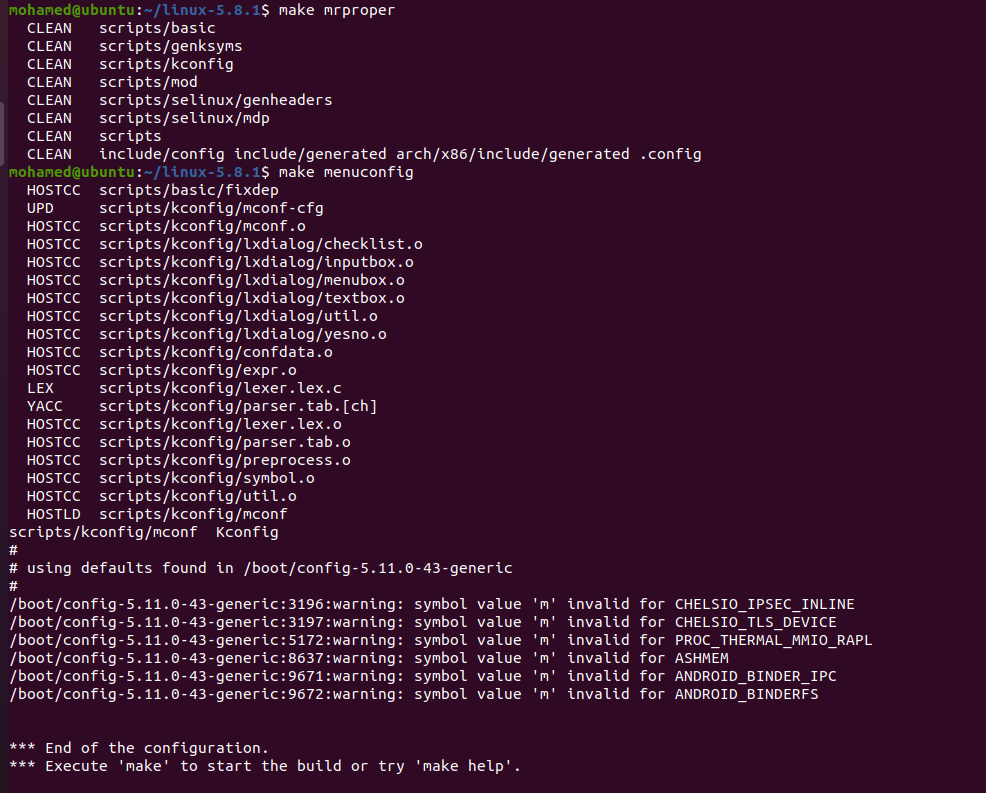 mohamed@ubuntu:~/linux-5.8.1$ make mrproper
  CLEAN   scripts/basic
  CLEAN   scripts/genksyms
  CLEAN   scripts/kconfig
  CLEAN   scripts/mod
  CLEAN   scripts/selinux/genheaders
  CLEAN   scripts/selinux/mdp
  CLEAN   scripts
  CLEAN   include/config include/generated arch/x86/include/generated .config
mohamed@ubuntu:~/linux-5.8.1$ make menuconfig
  HOSTCC  scripts/basic/fixdep
  UPD     scripts/kconfig/mconf-cfg
  HOSTCC  scripts/kconfig/mconf.o
  HOSTCC  scripts/kconfig/lxdialog/checklist.o
  HOSTCC  scripts/kconfig/lxdialog/inputbox.o
  HOSTCC  scripts/kconfig/lxdialog/menubox.o
  HOSTCC  scripts/kconfig/lxdialog/textbox.o
  HOSTCC  scripts/kconfig/lxdialog/util.o
  HOSTCC  scripts/kconfig/lxdialog/yesno.o
  HOSTCC  scripts/kconfig/confdata.o
  HOSTCC  scripts/kconfig/expr.o
  LEX     scripts/kconfig/lexer.lex.c
  YACC    scripts/kconfig/parser.tab.[ch]
  HOSTCC  scripts/kconfig/lexer.lex.o
  HOSTCC  scripts/kconfig/parser.tab.o
  HOSTCC  scripts/kconfig/preprocess.o
  HOSTCC  scripts/kconfig/symbol.o
  HOSTCC  scripts/kconfig/util.o
  HOSTLD  scripts/kconfig/mconf
scripts/kconfig/mconf  Kconfig
#
# using defaults found in /boot/config-5.11.0-43-generic
#
/boot/config-5.11.0-43-generic:3196:warning: symbol value 'm' invalid for CHELSIO_IPSEC_INLINE
/boot/config-5.11.0-43-generic:3197:warning: symbol value 'm' invalid for CHELSIO_TLS_DEVICE
/boot/config-5.11.0-43-generic:5172:warning: symbol value 'm' invalid for PROC_THERMAL_MMIO_RAPL
/boot/config-5.11.0-43-generic:8637:warning: symbol value 'm' invalid for ASHMEM
/boot/config-5.11.0-43-generic:9671:warning: symbol value 'm' invalid for ANDROID_BINDER_IPC
/boot/config-5.11.0-43-generic:9672:warning: symbol value 'm' invalid for ANDROID_BINDERFS
*** End of the configuration.
*** Execute 'make' to start the build or try 'make help'.